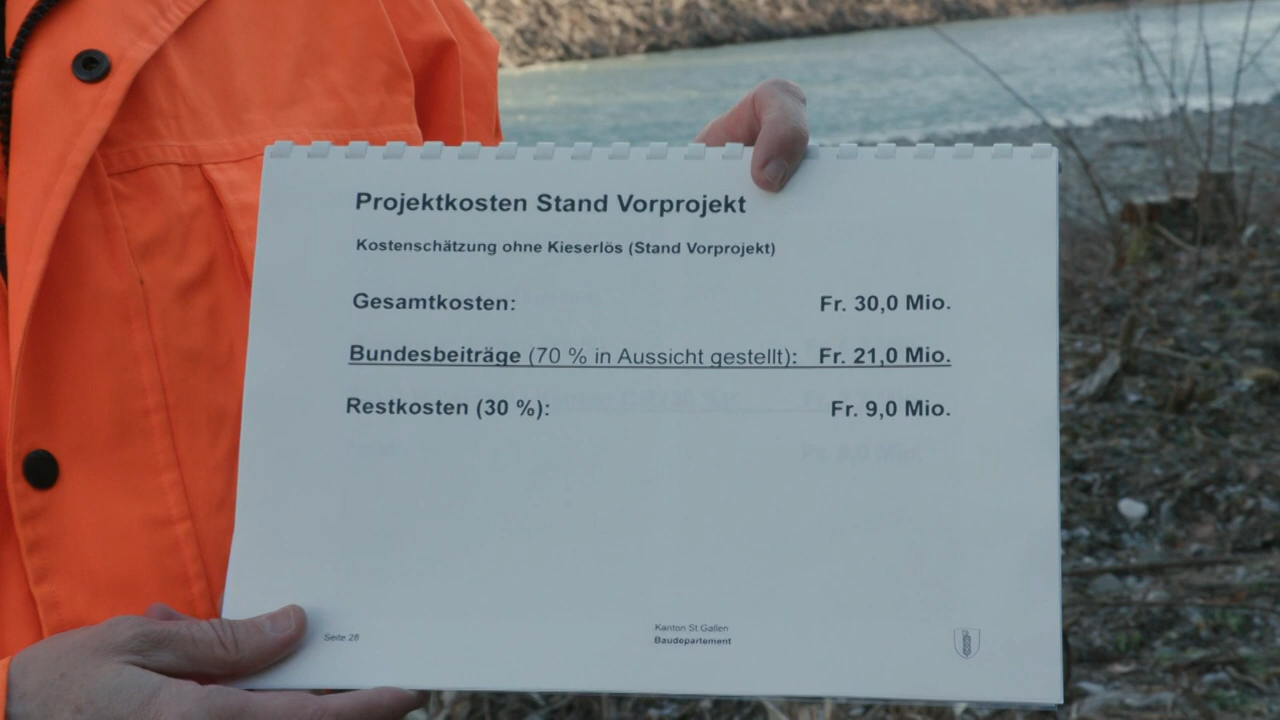 Projektkosten Stand Vorprojekt
Kostenschätzung ohne Kieserlös (Stand Vorprojekt)
Gesamtkosten: Fr. 30,0 Mio.
Bundesbeiträge (70 % in Aussicht gestellt): Fr. 21,0 Mio.
Restkosten (30 %): Fr. 9,0 Mio.
Seite 28
Kanton St.Gallen
Baudepartement